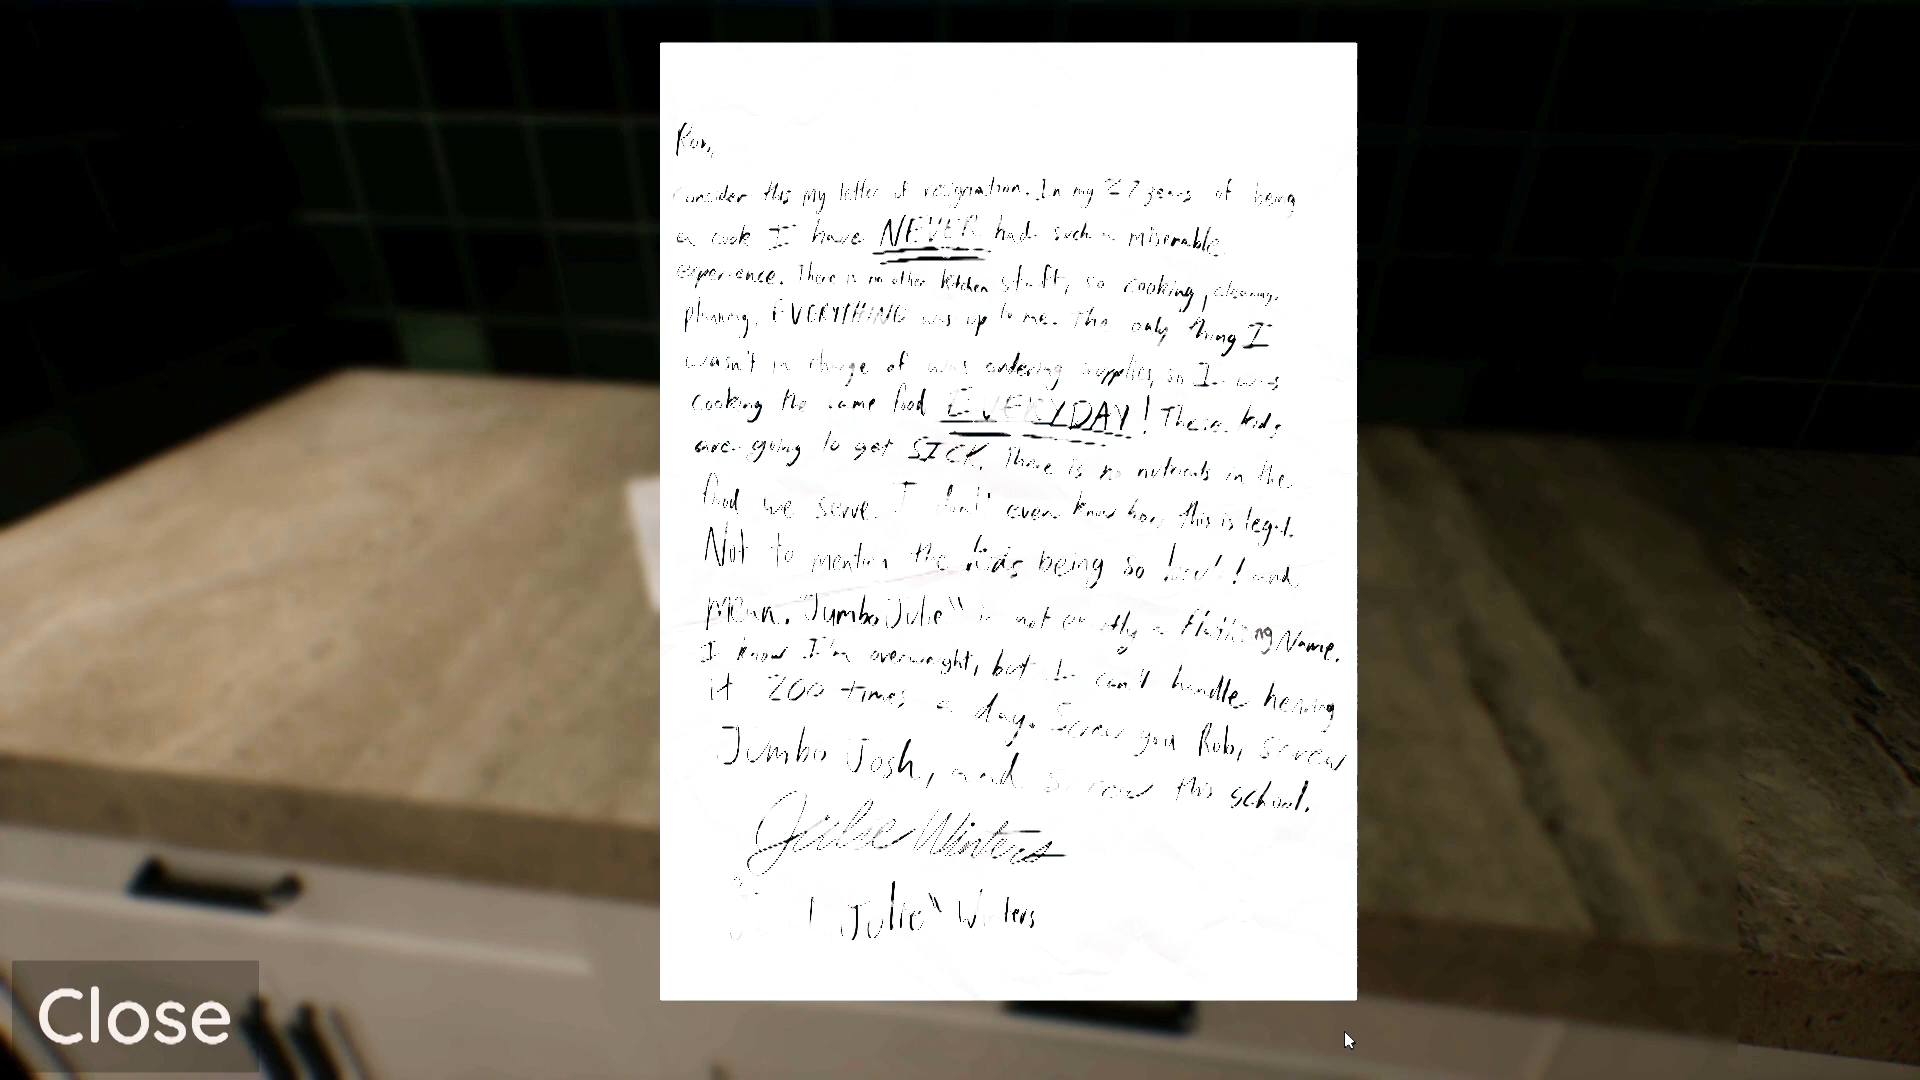 Rob,
Consider this my letter of resignation. In my 27 years of being
a cook I have NEVER had such a miserable
experience. There is no other kitchen staff, so cooking, cleaning,
planning, EVERYTHING was up to me. The only thing I
wasn't in charge of was ordering supplies, so I was
cooking the same food EVERYDAY! These kids
are going to get SICK. There is no nutrients in the
food we serve. I don't even know how this is legal.
Not to mention the kids being so loud! and
mean. "Jumbo Julie" is not exactly a flattering Name.
I know I'm overweight, but I can't handle hearing
it 200 times a day. Screw you Rob, screw
Jumbo Josh, and screw this school.
Julie Winters
Julie" Winters
Close